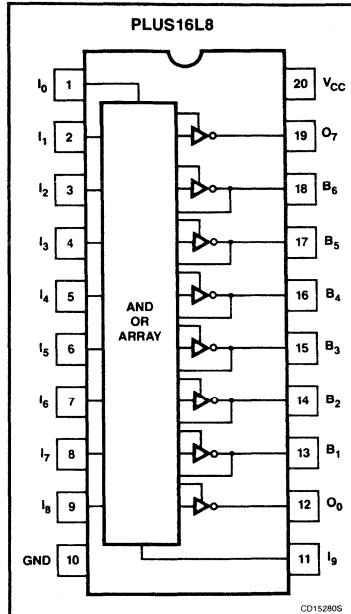 PLUS16L8
I0 1 20 VCC
I1 2 19 O7
I2 3 18 B6
I3 4 17 B5
I4 5 16 B4
AND
OR
ARRAY
I5 6 15 B3
I6 7 14 B2
I7 8 13 B1
I8 9 12 O0
GND 10 11 I9
CD15280S